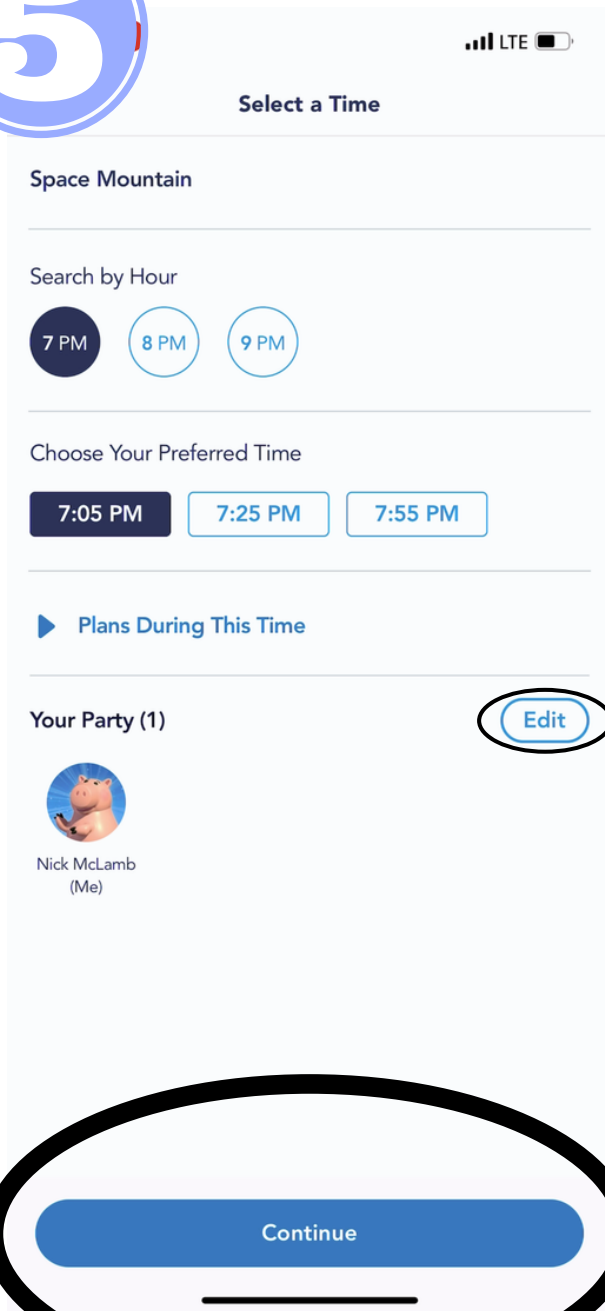 5
LTE
Select a Time
Space Mountain
Search by Hour
7 PM 8 PM 9 PM
Choose Your Preferred Time
7:05 PM 7:25 PM 7:55 PM
Plans During This Time
Your Party (1) Edit
Nick McLamb
(Me)
Continue